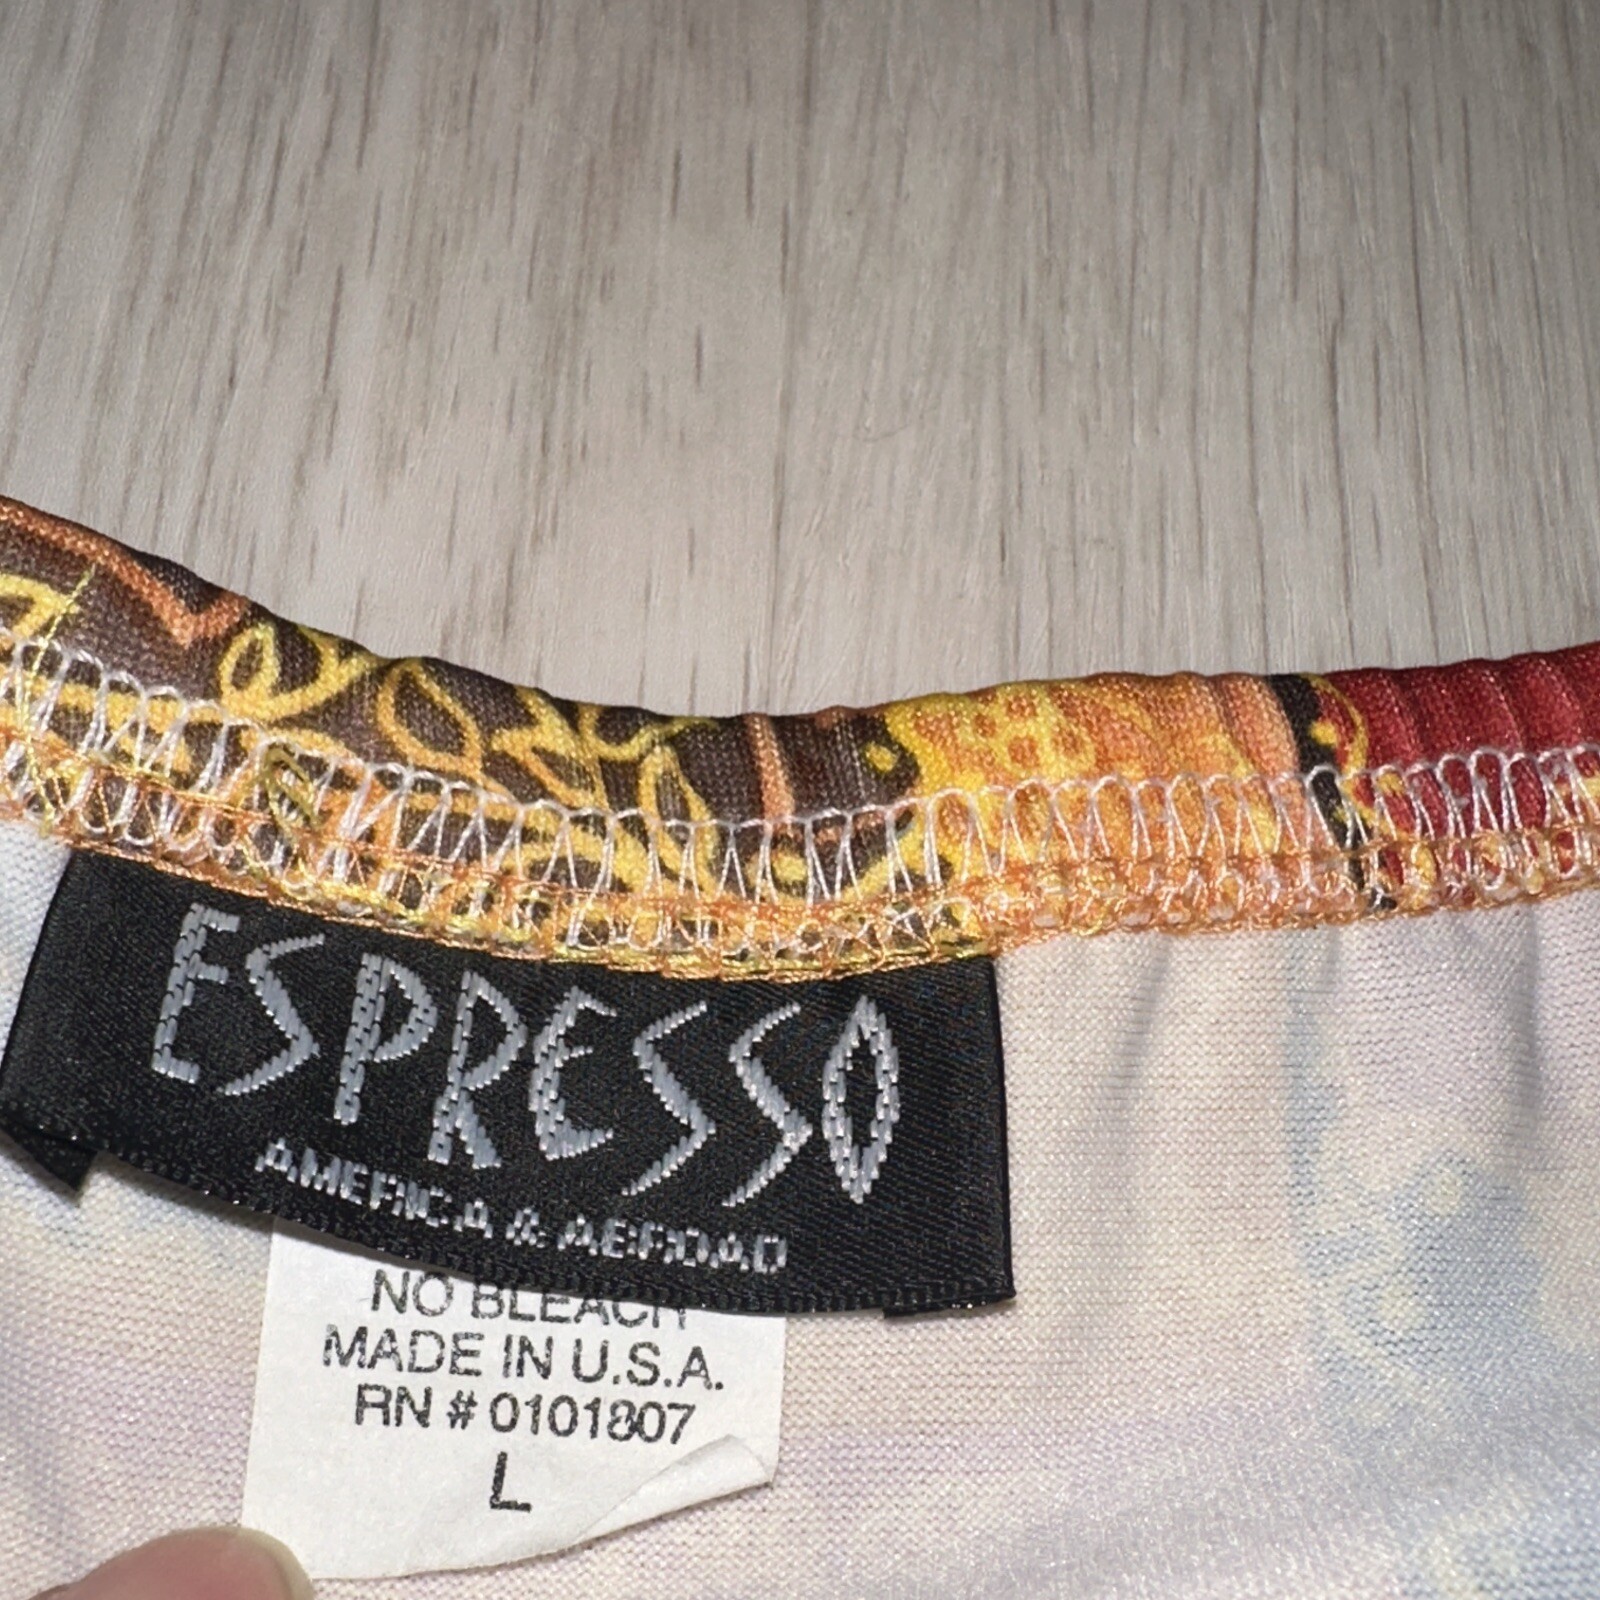 ESPRESSO
AMERICA & ABROAD
NO BLEACH
MADE IN U.S.A.
RN # 0101807
L